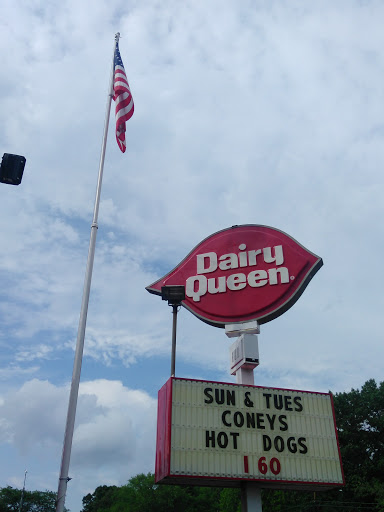 Dairy
Queen®
SUN & TUES
CONEYS
HOT DOGS
1 60